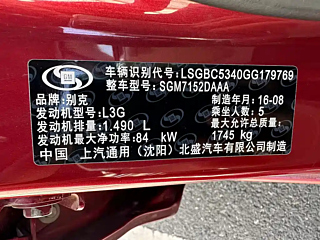 GM
车辆识别代号：LSGBC5340GG179769
整车型号：SGM7152DAAA
品牌：别克 制造年月：16-08
发动机型号：L3G 乘坐人数：5
发动机排量：1.490 L 最大允许总质量：
发动机最大净功率：84 kW 1745 kg
中国 上汽通用（沈阳）北盛汽车有限公司制造